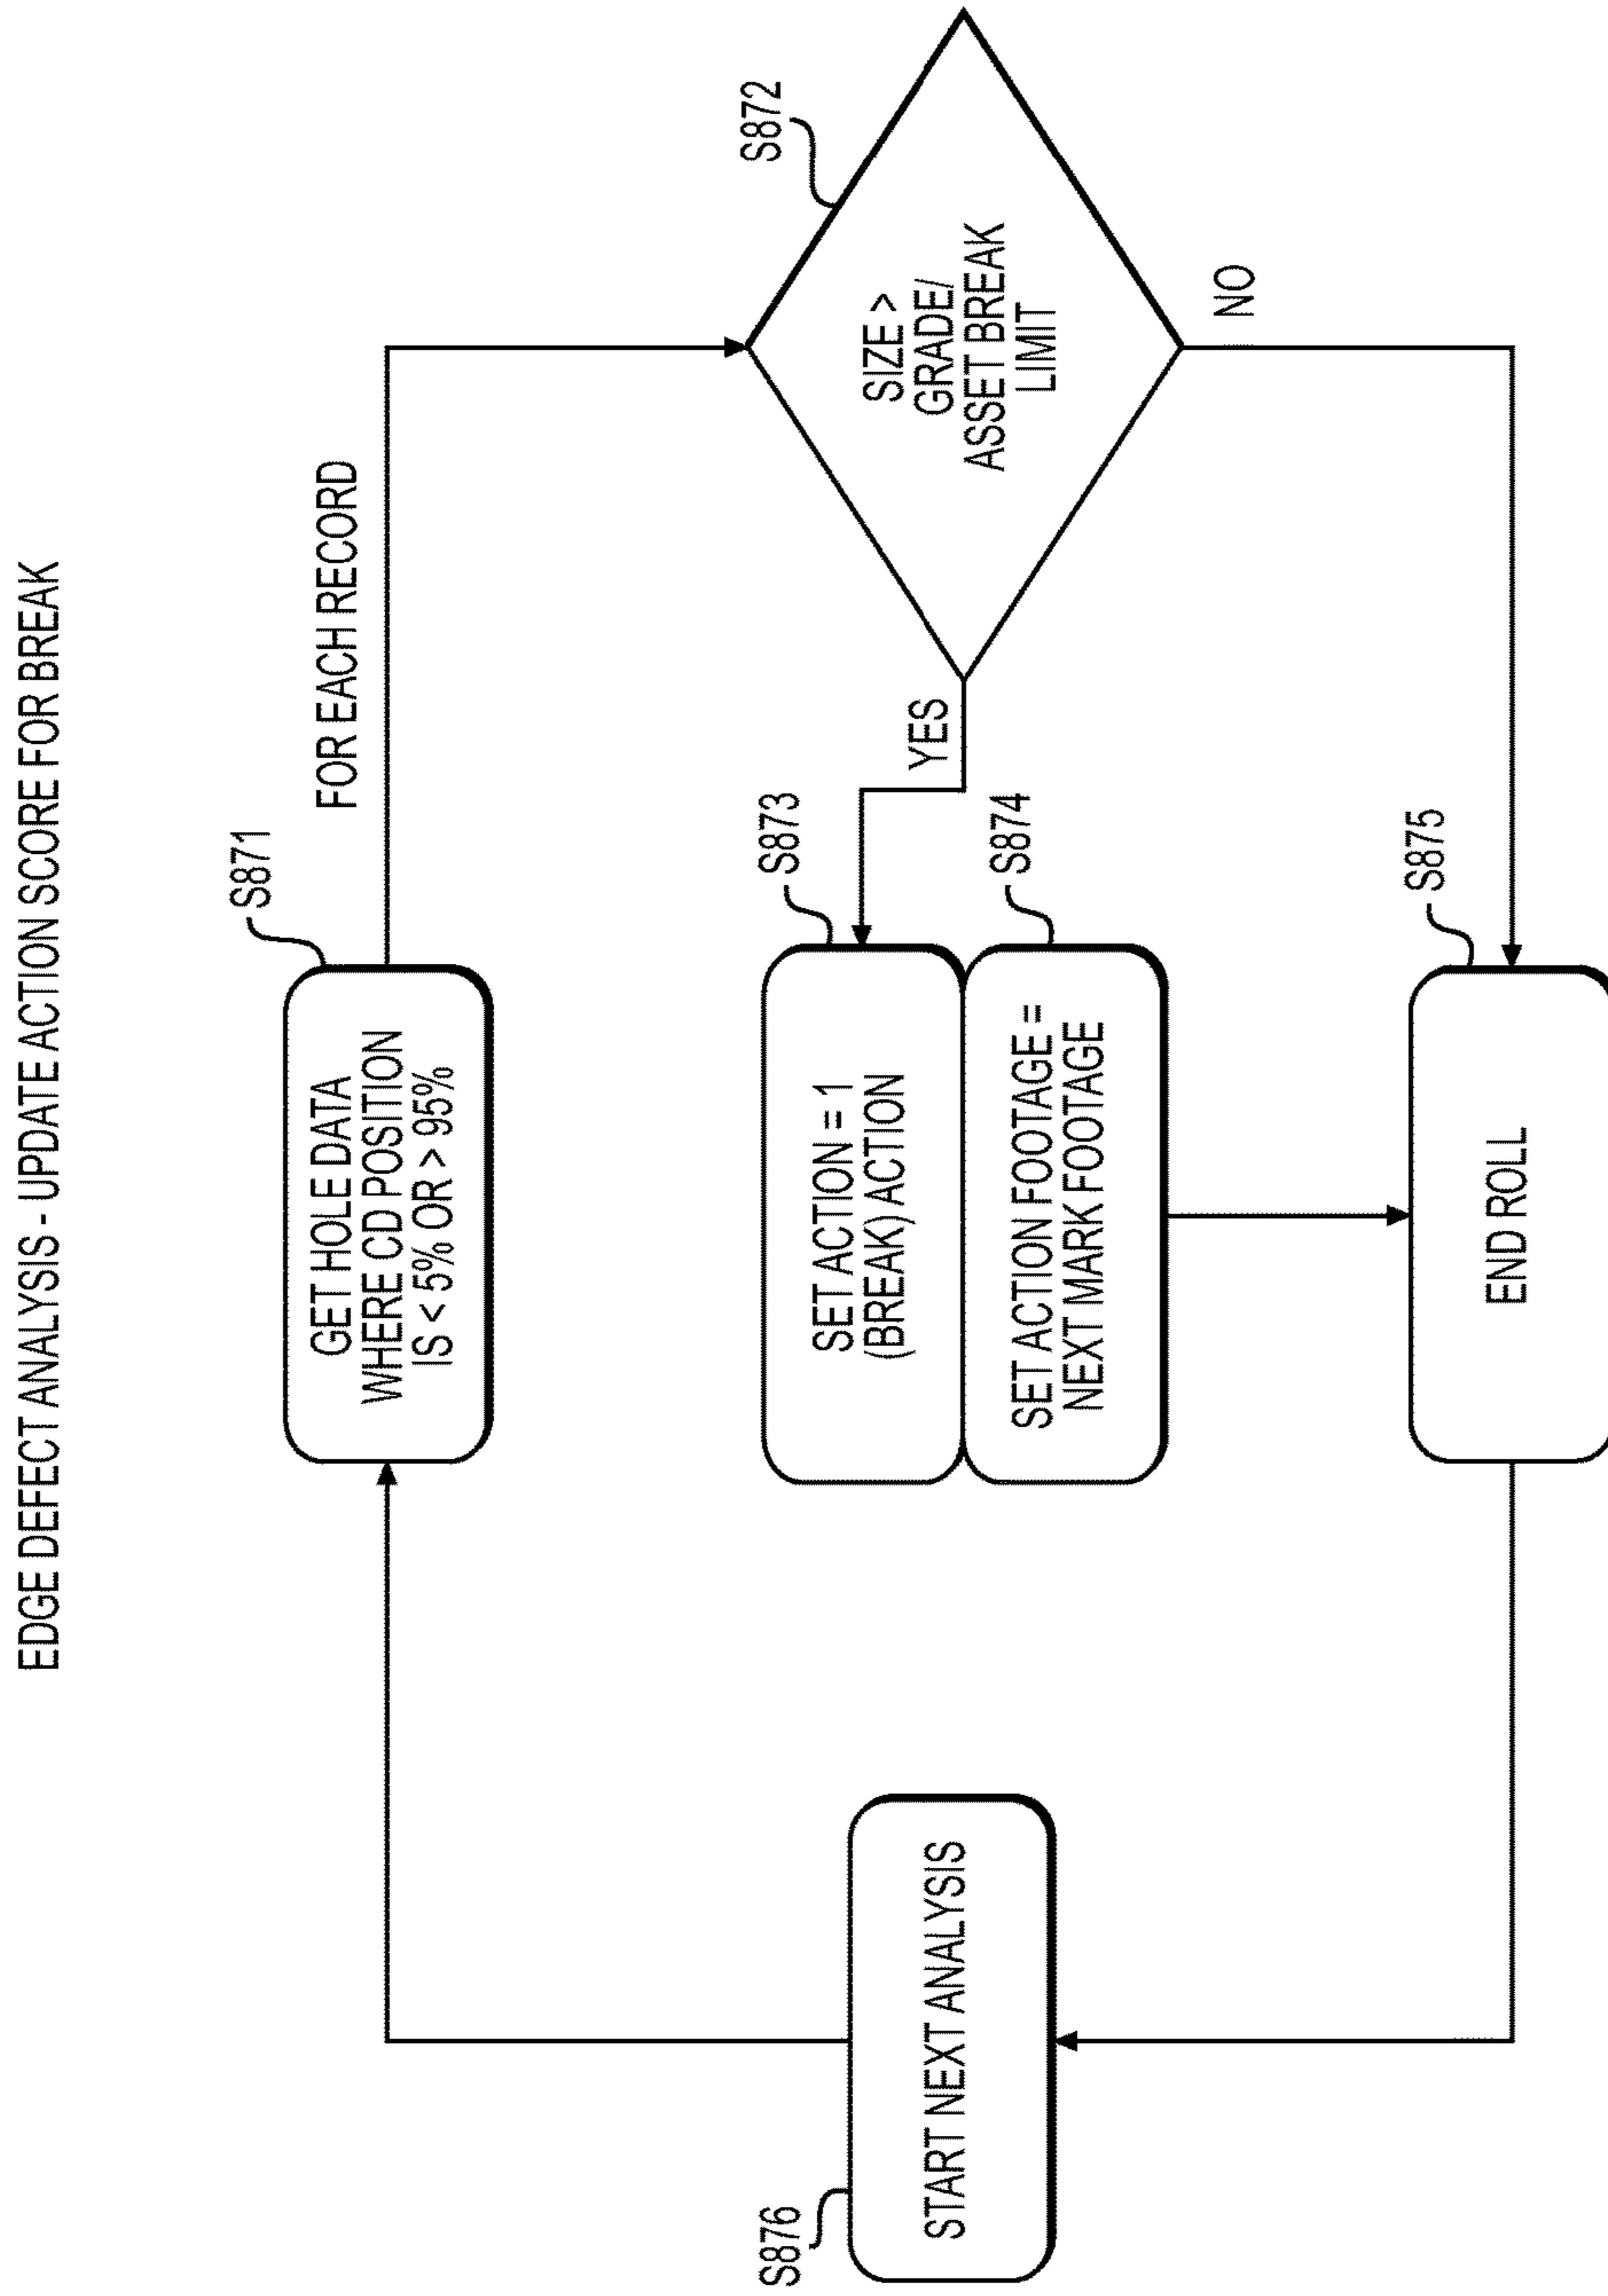 EDGE DEFECT ANALYSIS - UPDATE ACTION SCORE FOR BREAK
S871
GET HOLE DATA
WHERE CD POSITION
IS < 5% OR > 95%
FOR EACH RECORD
S872
SIZE >
GRADE/
ASSET BREAK
LIMIT
YES
NO
S873
SET ACTION = 1
(BREAK) ACTION
S874
SET ACTION FOOTAGE =
NEXT MARK FOOTAGE
S875
END ROLL
S876
START NEXT ANALYSIS